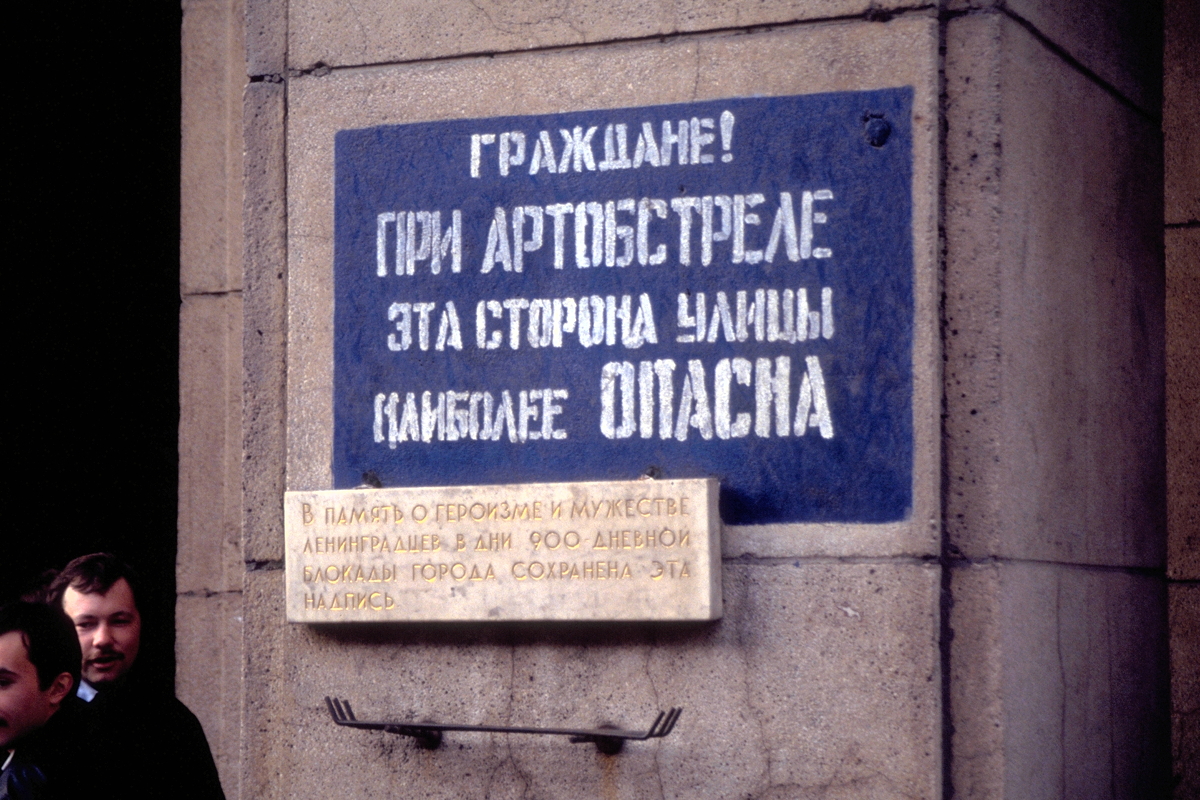 ГРАЖДАНЕ!
ПРИ АРТОБСТРЕЛЕ
ЭТА СТОРОНА УЛИЦЫ
НАИБОЛЕЕ ОПАСНА
В ПАМЯТЬ О ГЕРОИЗМЕ И МУЖЕСТВЕ
ЛЕНИНГРАДЦЕВ В ДНИ 900-ДНЕВНОЙ
БЛОКАДЫ ГОРОДА СОХРАНЕНА ЭТА
НАДПИСЬ